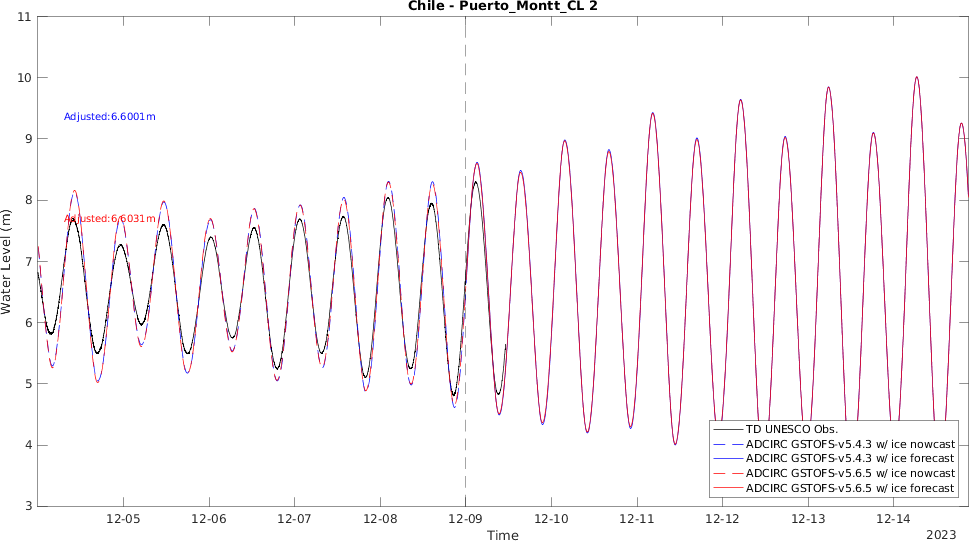 Chile - Puerto_Montt_CL 2
Water Level (m)
11
10
9
8
7
6
5
4
3
Adjusted:6.6001m
Adjusted:6.6031m
TD UNESCO Obs.
ADCIRC GSTOFS-v5.4.3 w/ ice nowcast
ADCIRC GSTOFS-v5.4.3 w/ ice forecast
ADCIRC GSTOFS-v5.6.5 w/ ice nowcast
ADCIRC GSTOFS-v5.6.5 w/ ice forecast
12-05 12-06 12-07 12-08 12-09 12-10 12-11 12-12 12-13 12-14
Time
2023